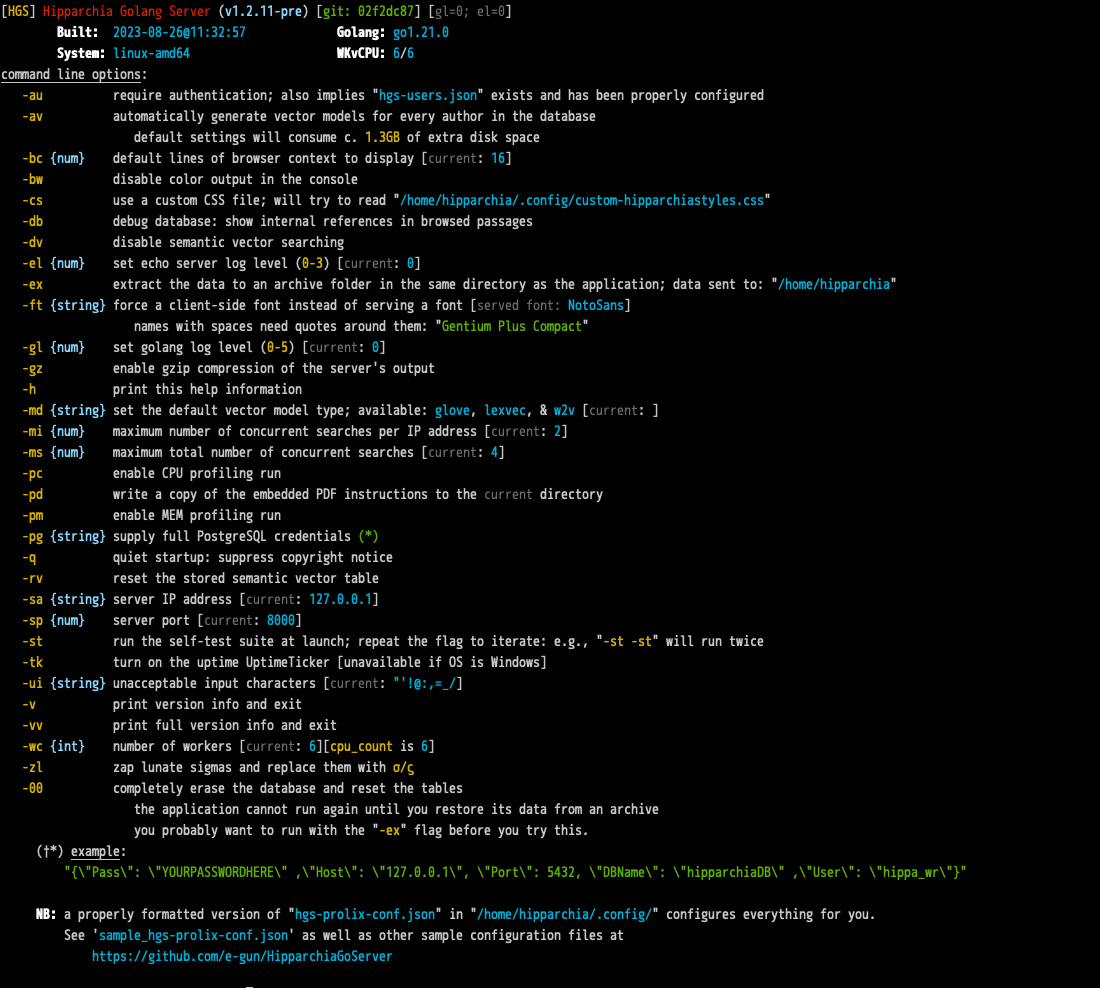 [HGS] Hipparchia Golang Server (v1.2.11-pre) [git: 02f2dc87] [gl=0; el=0]
Built: 2023-08-26@11:32:57 Golang: go1.21.0
System: linux-amd64 WKvCPU: 6/6
command line options:
-au require authentication; also implies "hgs-users.json" exists and has been properly configured
-av automatically generate vector models for every author in the database
default settings will consume c. 1.3GB of extra disk space
-bc {num} default lines of browser context to display [current: 16]
-bw disable color output in the console
-cs use a custom CSS file; will try to read "/home/hipparchia/.config/custom-hipparchiastyles.css"
-db debug database: show internal references in browsed passages
-dv disable semantic vector searching
-el {num} set echo server log level (0-3) [current: 0]
-ex extract the data to an archive folder in the same directory as the application; data sent to: "/home/hipparchia"
-ft {string} force a client-side font instead of serving a font [served font: NotoSans]
names with spaces need quotes around them: "Gentium Plus Compact"
-gl {num} set golang log level (0-5) [current: 0]
-gz enable gzip compression of the server's output
-h print this help information
-md {string} set the default vector model type; available: glove, lexvec, & w2v [current: ]
-mi {num} maximum number of concurrent searches per IP address [current: 2]
-ms {num} maximum total number of concurrent searches [current: 4]
-pc enable CPU profiling run
-pd write a copy of the embedded PDF instructions to the current directory
-pm enable MEM profiling run
-pg {string} supply full PostgreSQL credentials (*)
-q quiet startup: suppress copyright notice
-rv reset the stored semantic vector table
-sa {string} server IP address [current: 127.0.0.1]
-sp {num} server port [current: 8000]
-st run the self-test suite at launch; repeat the flag to iterate: e.g., "-st -st" will run twice
-tk turn on the uptime UptimeTicker [unavailable if OS is Windows]
-ui {string} unacceptable input characters [current: "'!@:,=_/]
-v print version info and exit
-vv print full version info and exit
-wc {int} number of workers [current: 6][cpu_count is 6]
-zl zap lunate sigmas and replace them with σ/ς
-00 completely erase the database and reset the tables
the application cannot run again until you restore its data from an archive
you probably want to run with the "-ex" flag before you try this.
(†*) example:
"{\"Pass\": \"YOURPASSWORDHERE\" ,\"Host\": \"127.0.0.1\", \"Port\": 5432, \"DBName\": \"hipparchiaDB\" ,\"User\": \"hippa_wr\"}"
NB: a properly formatted version of "hgs-prolix-conf.json" in "/home/hipparchia/.config/" configures everything for you.
See 'sample_hgs-prolix-conf.json' as well as other sample configuration files at
https://github.com/e-gun/HipparchiaGoServer